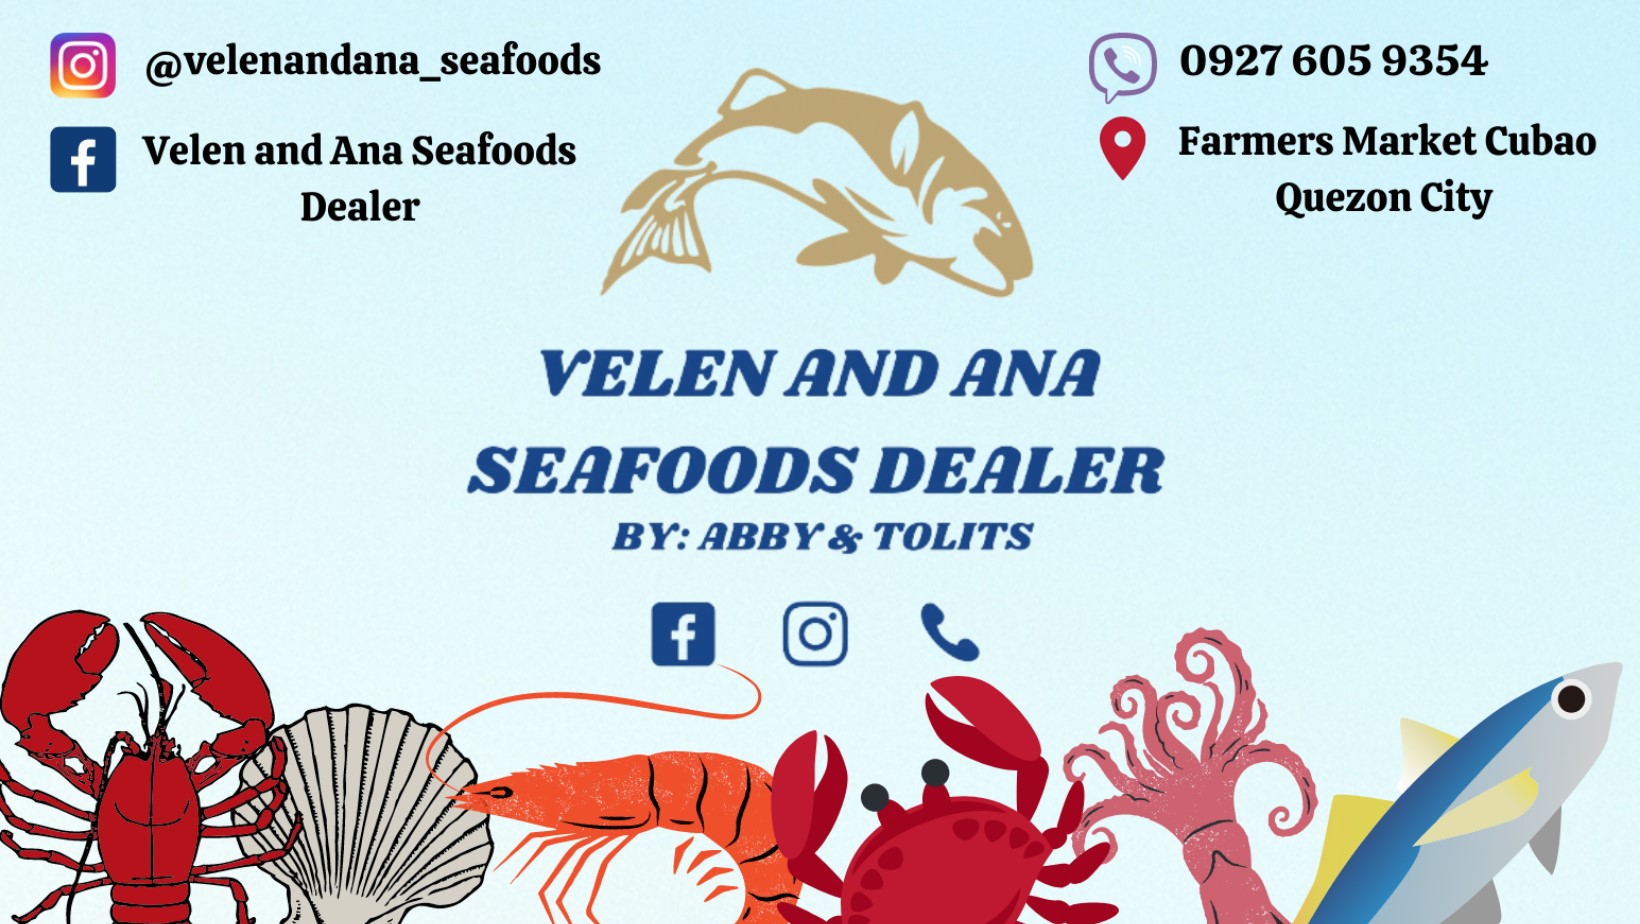 @velenandana_seafoods
Velen and Ana Seafoods
Dealer
0927 605 9354
Farmers Market Cubao
Quezon City
VELEN AND ANA
SEAFOODS DEALER
BY: ABBY & TOLITS